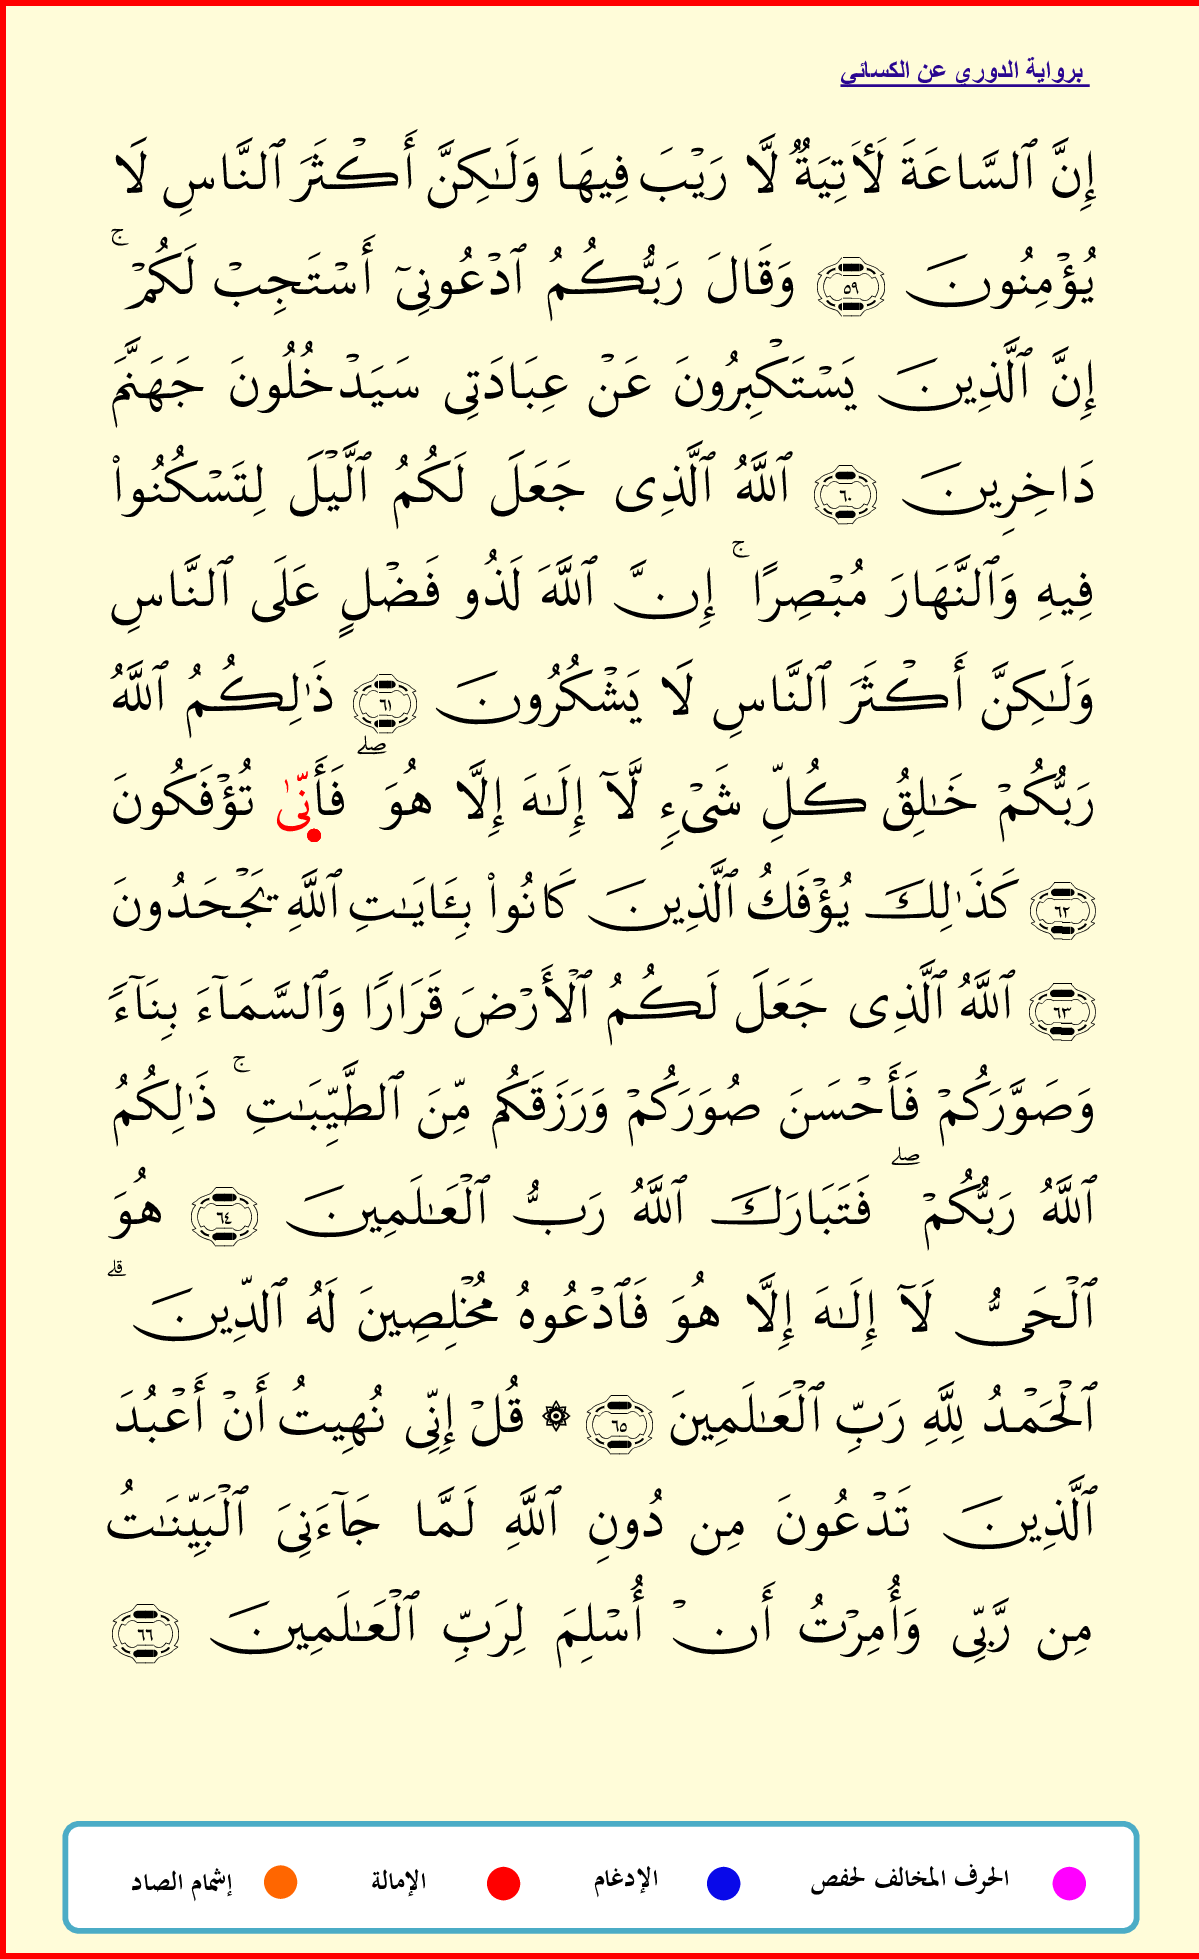 برواية الدوري عن الكسائي
إِنَّ ٱلسَّاعَةَ لَـَٔاتِيَةٌ لَّا رَيْبَ فِيهَا وَلَـٰكِنَّ أَكْثَرَ ٱلنَّاسِ لَا
يُؤْمِنُونَ ٥٩ وَقَالَ رَبُّكُمُ ٱدْعُونِىٓ أَسْتَجِبْ لَكُمْ ۚ
إِنَّ ٱلَّذِينَ يَسْتَكْبِرُونَ عَنْ عِبَادَتِى سَيَدْخُلُونَ جَهَنَّمَ
دَاخِرِينَ ٦٠ ٱللَّهُ ٱلَّذِى جَعَلَ لَكُمُ ٱلَّيْلَ لِتَسْكُنُوا۟
فِيهِ وَٱلنَّهَارَ مُبْصِرًا ۚ إِنَّ ٱللَّهَ لَذُو فَضْلٍ عَلَى ٱلنَّاسِ
وَلَـٰكِنَّ أَكْثَرَ ٱلنَّاسِ لَا يَشْكُرُونَ ٦١ ذَٰلِكُمُ ٱللَّهُ
رَبُّكُمْ خَـٰلِقُ كُلِّ شَىْءٍ لَّآ إِلَـٰهَ إِلَّا هُوَ ۖ فَأَنَّىٰ تُؤْفَكُونَ
٦٢ كَذَٰلِكَ يُؤْفَكُ ٱلَّذِينَ كَانُوا۟ بِـَٔايَـٰتِ ٱللَّهِ يَجْحَدُونَ
٦٣ ٱللَّهُ ٱلَّذِى جَعَلَ لَكُمُ ٱلْأَرْضَ قَرَارًا وَٱلسَّمَآءَ بِنَآءً
وَصَوَّرَكُمْ فَأَحْسَنَ صُوَرَكُمْ وَرَزَقَكُم مِّنَ ٱلطَّيِّبَـٰتِ ۚ ذَٰلِكُمُ
ٱللَّهُ رَبُّكُمْ ۖ فَتَبَارَكَ ٱللَّهُ رَبُّ ٱلْعَـٰلَمِينَ ٦٤ هُوَ
ٱلْحَىُّ لَآ إِلَـٰهَ إِلَّا هُوَ فَٱدْعُوهُ مُخْلِصِينَ لَهُ ٱلدِّينَ ۗ
ٱلْحَمْدُ لِلَّهِ رَبِّ ٱلْعَـٰلَمِينَ ٦٥ ۞ قُلْ إِنِّى نُهِيتُ أَنْ أَعْبُدَ
ٱلَّذِينَ تَدْعُونَ مِن دُونِ ٱللَّهِ لَمَّا جَآءَنِىَ ٱلْبَيِّنَـٰتُ
مِن رَّبِّى وَأُمِرْتُ أَنْ أُسْلِمَ لِرَبِّ ٱلْعَـٰلَمِينَ ٦٦
الحرف المخالف لحفص الإدغام الإمالة إشمام الصاد